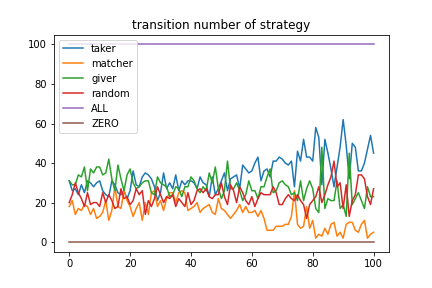 transition number of strategy
100
80
60
40
20
0
taker
matcher
giver
random
ALL
ZERO
0 20 40 60 80 100